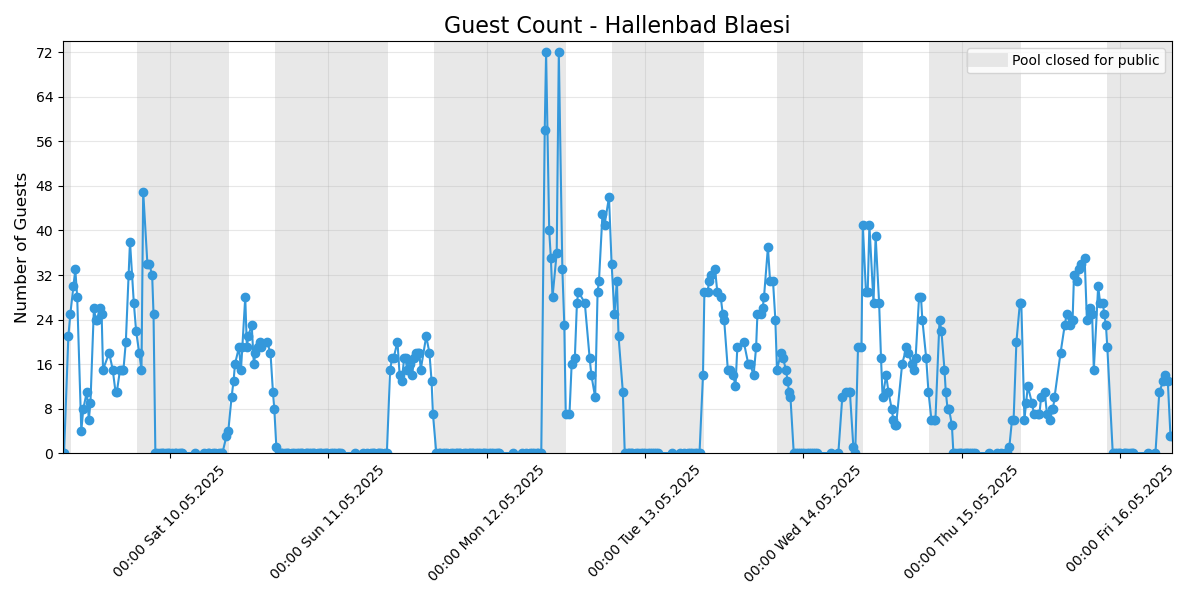 Guest Count - Hallenbad Blaesi
Pool closed for public
Number of Guests
72
64
56
48
40
32
24
16
8
0
00:00 Sat 10.05.2025
00:00 Sun 11.05.2025
00:00 Mon 12.05.2025
00:00 Tue 13.05.2025
00:00 Wed 14.05.2025
00:00 Thu 15.05.2025
00:00 Fri 16.05.2025